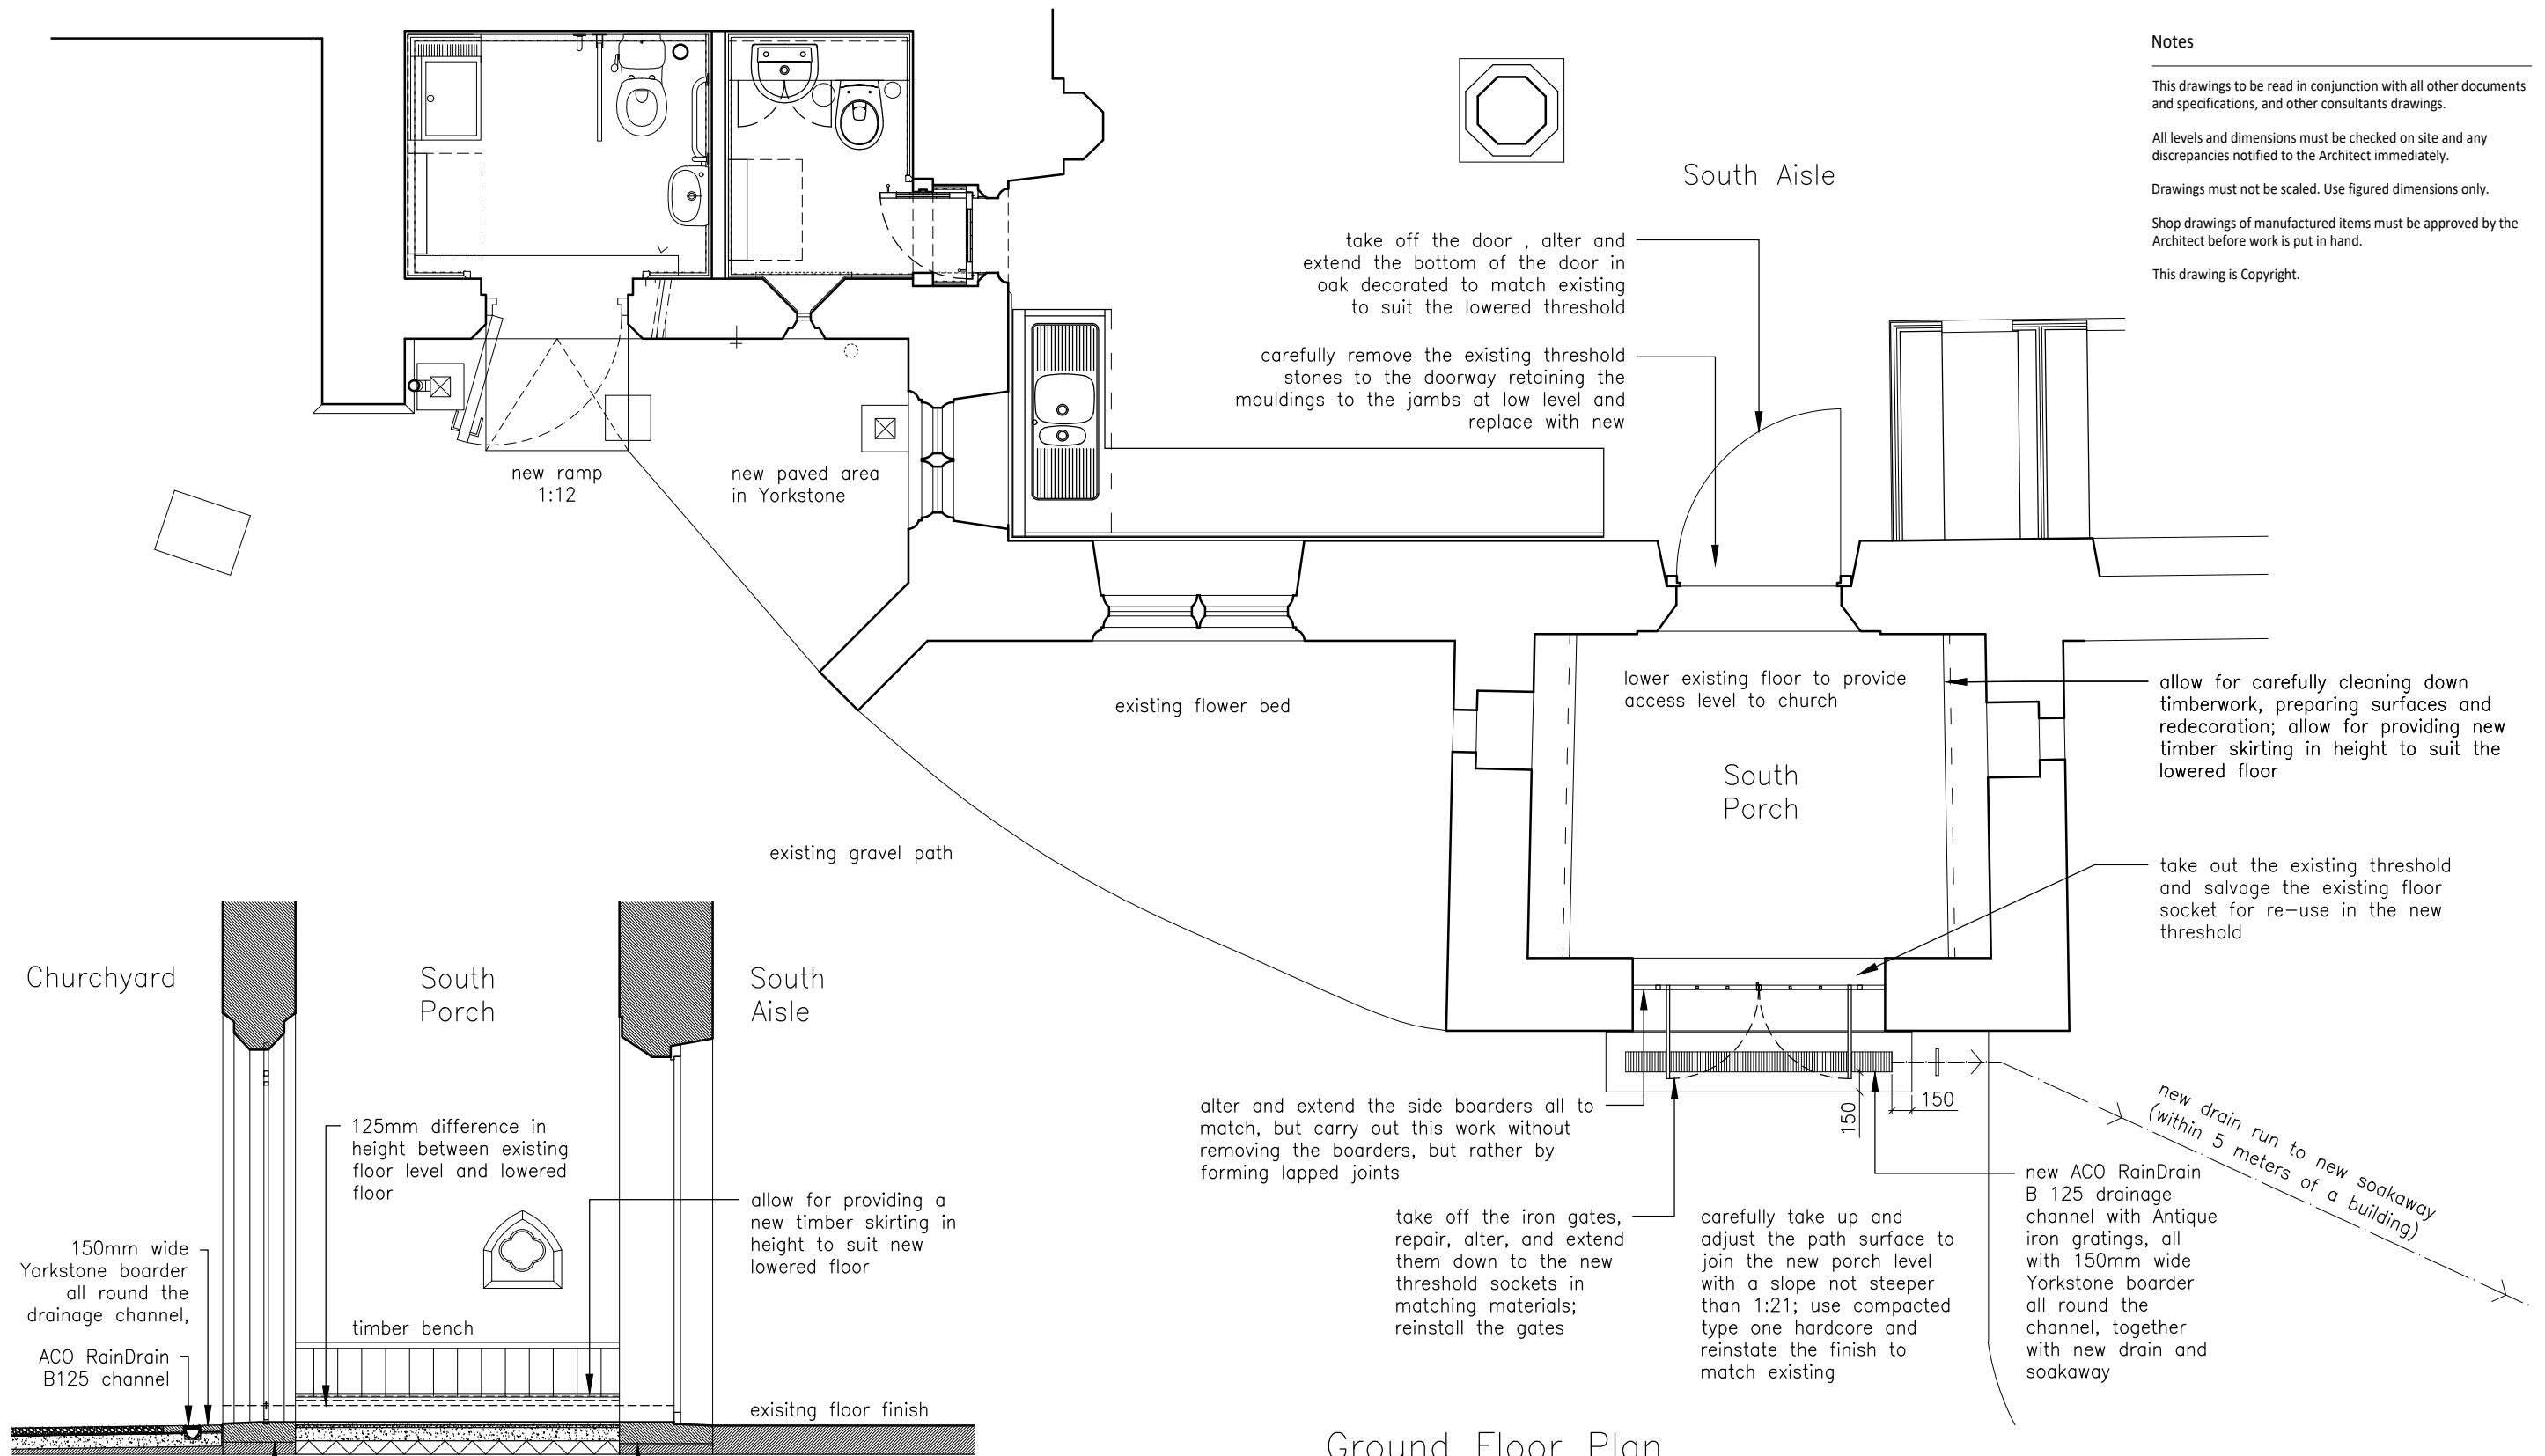 Notes
This drawings to be read in conjunction with all other documents
and specifications, and other consultants drawings.
All levels and dimensions must be checked on site and any
discrepancies notified to the Architect immediately.
Drawings must not be scaled. Use figured dimensions only.
Shop drawings of manufactured items must be approved by the
Architect before work is put in hand.
This drawing is Copyright.
South Aisle
take off the door , alter and
extend the bottom of the door in
oak decorated to match existing
to suit the lowered threshold
carefully remove the existing threshold
stones to the doorway retaining the
mouldings to the jambs at low level and
replace with new
new ramp
1:12
new paved area
in Yorkstone
existing flower bed
lower existing floor to provide
access level to church
South
Porch
allow for carefully cleaning down
timberwork, preparing surfaces and
redecoration; allow for providing new
timber skirting in height to suit the
lowered floor
existing gravel path
take out the existing threshold
and salvage the existing floor
socket for re-use in the new
threshold
Churchyard
South
Porch
South
Aisle
125mm difference in
height between existing
floor level and lowered
floor
allow for providing a
new timber skirting in
height to suit new
lowered floor
150mm wide
Yorkstone boarder
all round the
drainage channel,
timber bench
ACO RainDrain
B125 channel
exisitng floor finish
alter and extend the side boarders all to
match, but carry out this work without
removing the boarders, but rather by
forming lapped joints
150
150
new drain run to new soakaway
(within 5 meters of a building)
take off the iron gates,
repair, alter, and extend
them down to the new
threshold sockets in
matching materials;
reinstall the gates
carefully take up and
adjust the path surface to
join the new porch level
with a slope not steeper
than 1:21; use compacted
type one hardcore and
reinstate the finish to
match existing
new ACO RainDrain
B 125 drainage
channel with Antique
iron gratings, all
with 150mm wide
Yorkstone boarder
all round the
channel, together
with new drain and
soakaway
Ground Floor Plan